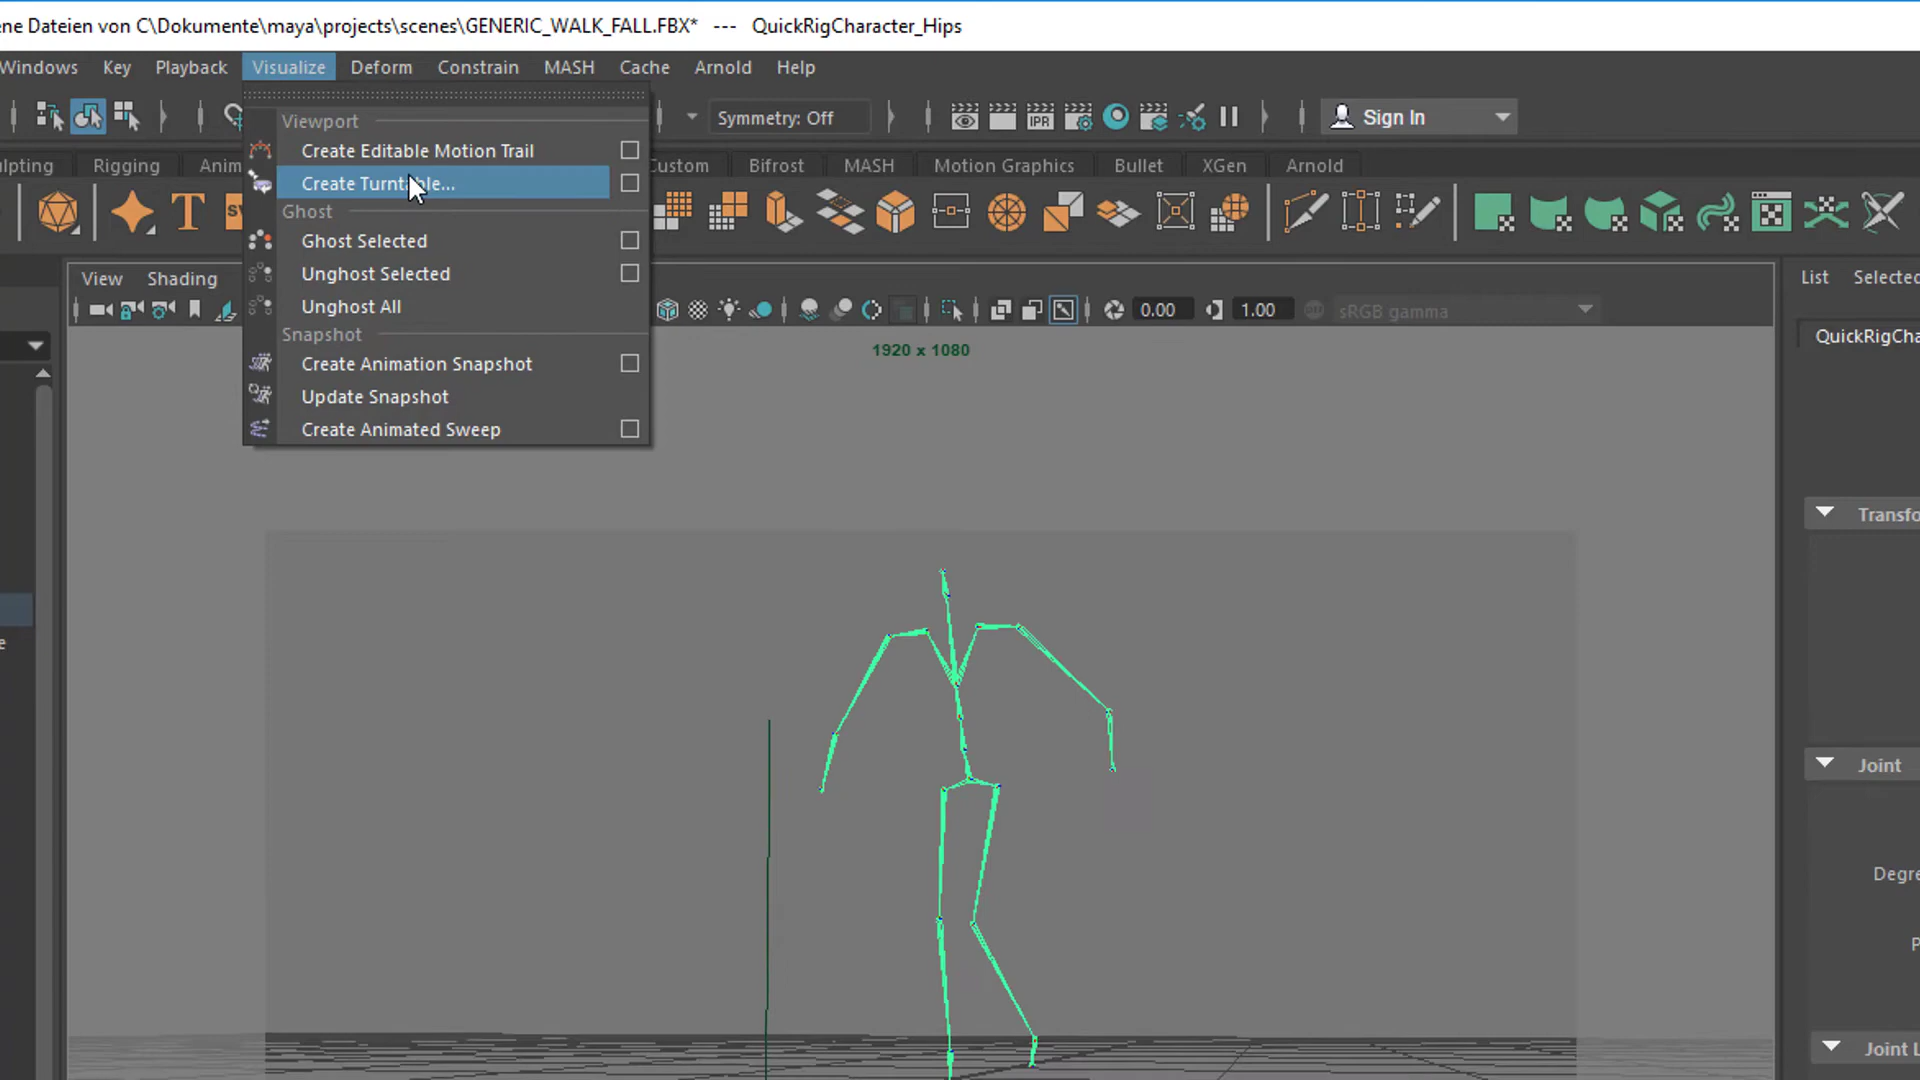 ene Dateien von C\Dokumente\maya\projects\scenes\GENERIC_WALK_FALL.FBX* --- QuickRigCharacter_Hips
Windows Key Playback Visualize Deform Constrain MASH Cache Arnold Help
Symmetry: Off Sign In
ulpting Rigging Anim Custom Bifrost MASH Motion Graphics Bullet XGen Arnold
Viewport
Create Editable Motion Trail
Create Turntable...
Ghost
Ghost Selected
Unghost Selected
Unghost All
Snapshot
Create Animation Snapshot
Update Snapshot
Create Animated Sweep
T IPR
View Shading
0.00 1.00 sRGB gamma
1920 x 1080
List Selected
QuickRigCha
Transfo
Joint
Degre
P
Joint L
e